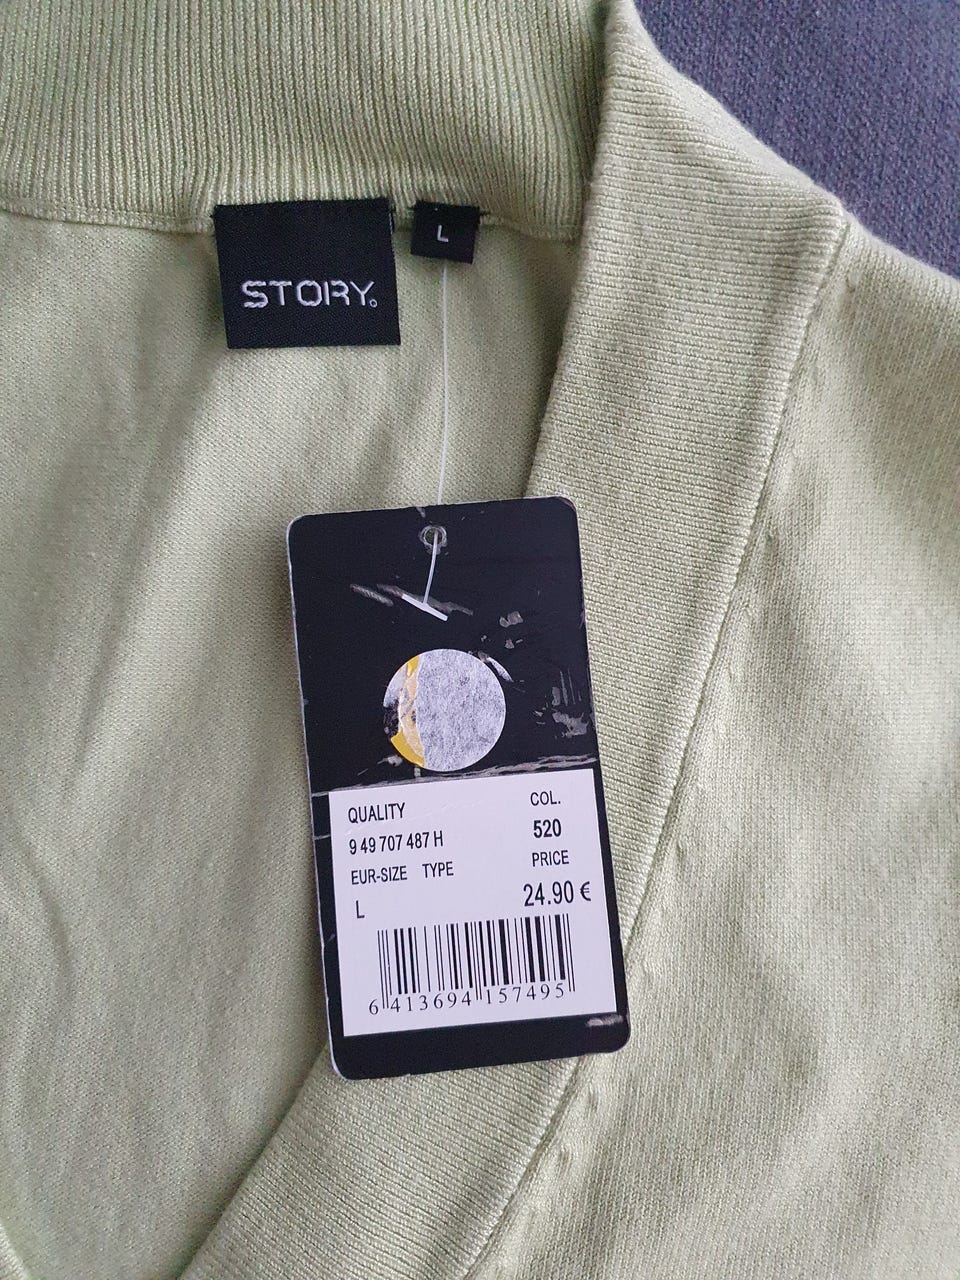 STORY.
L
QUALITY COL.
9 49 707 487 H 520
EUR-SIZE TYPE PRICE
L 24.90 €
6 413694 157495